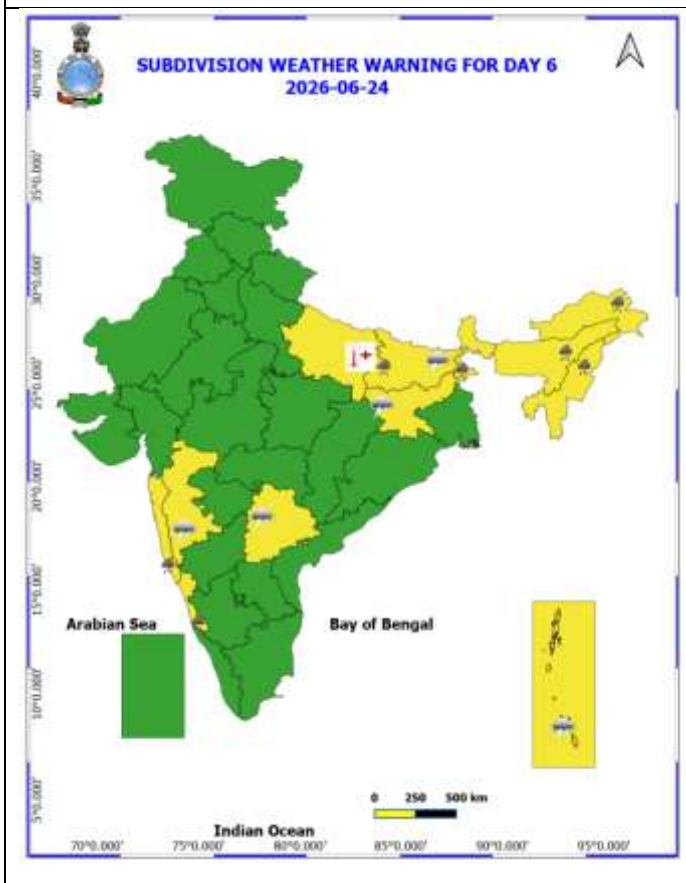 SUBDIVISION WEATHER WARNING FOR DAY 6
2026-06-24
40°0.000'
35°0.000'
30°0.000'
25°0.000'
20°0.000'
15°0.000'
10°0.000'
5°0.000'
Arabian Sea
Bay of Bengal
0 250 500 km
Indian Ocean
70°0.000' 75°0.000' 80°0.000' 85°0.000' 90°0.000' 95°0.000'